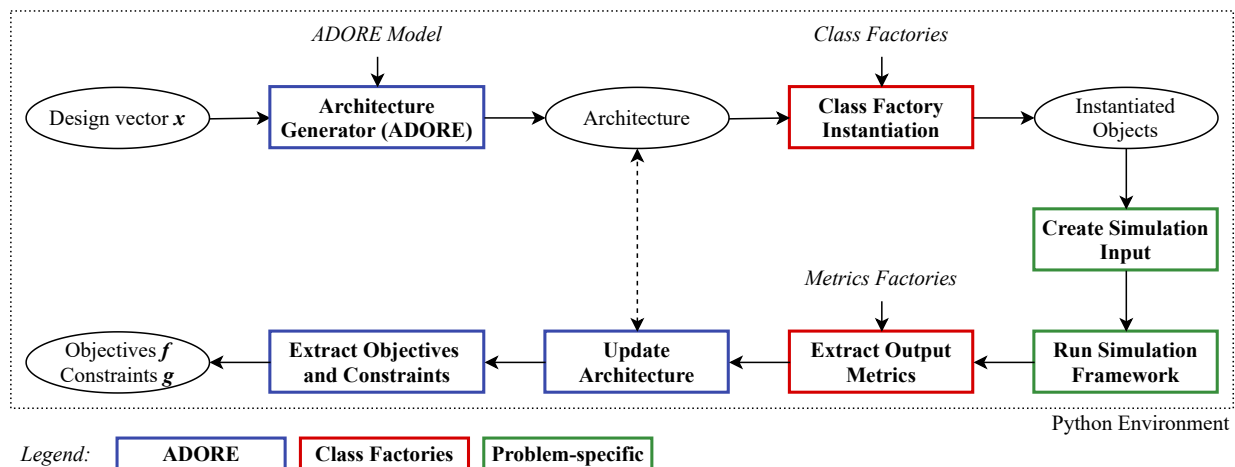 ADORE Model
Class Factories
Design vector x
Architecture
Generator (ADORE)
Architecture
Class Factory
Instantiation
Instantiated
Objects
Create Simulation
Input
Metrics Factories
Objectives f
Constraints g
Extract Objectives
and Constraints
Update
Architecture
Extract Output
Metrics
Run Simulation
Framework
Python Environment
Legend:
ADORE
Class Factories
Problem-specific